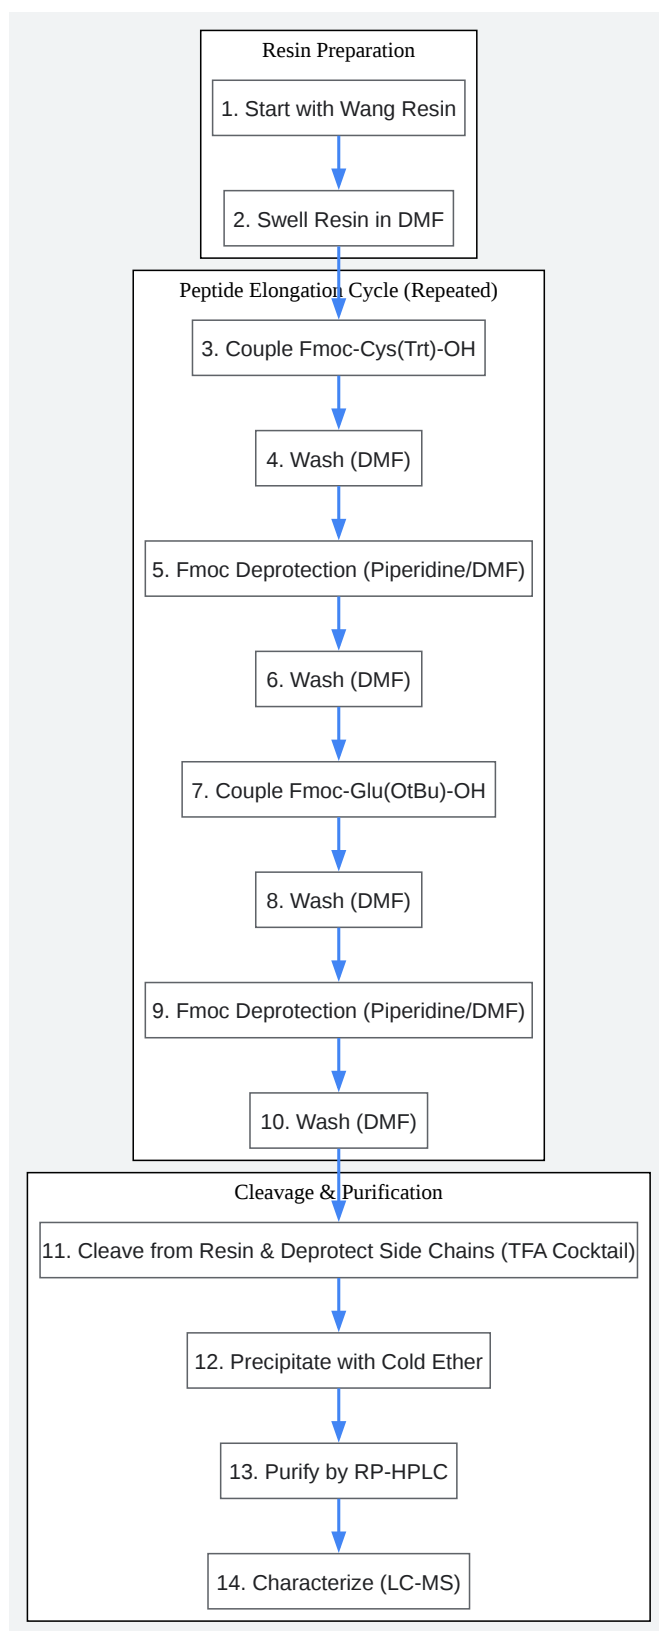 Resin Preparation
1. Start with Wang Resin
2. Swell Resin in DMF
Peptide Elongation Cycle (Repeated)
3. Couple Fmoc-Cys(Trt)-OH
4. Wash (DMF)
5. Fmoc Deprotection (Piperidine/DMF)
6. Wash (DMF)
7. Couple Fmoc-Glu(OtBu)-OH
8. Wash (DMF)
9. Fmoc Deprotection (Piperidine/DMF)
10. Wash (DMF)
Cleavage & Purification
11. Cleave from Resin & Deprotect Side Chains (TFA Cocktail)
12. Precipitate with Cold Ether
13. Purify by RP-HPLC
14. Characterize (LC-MS)